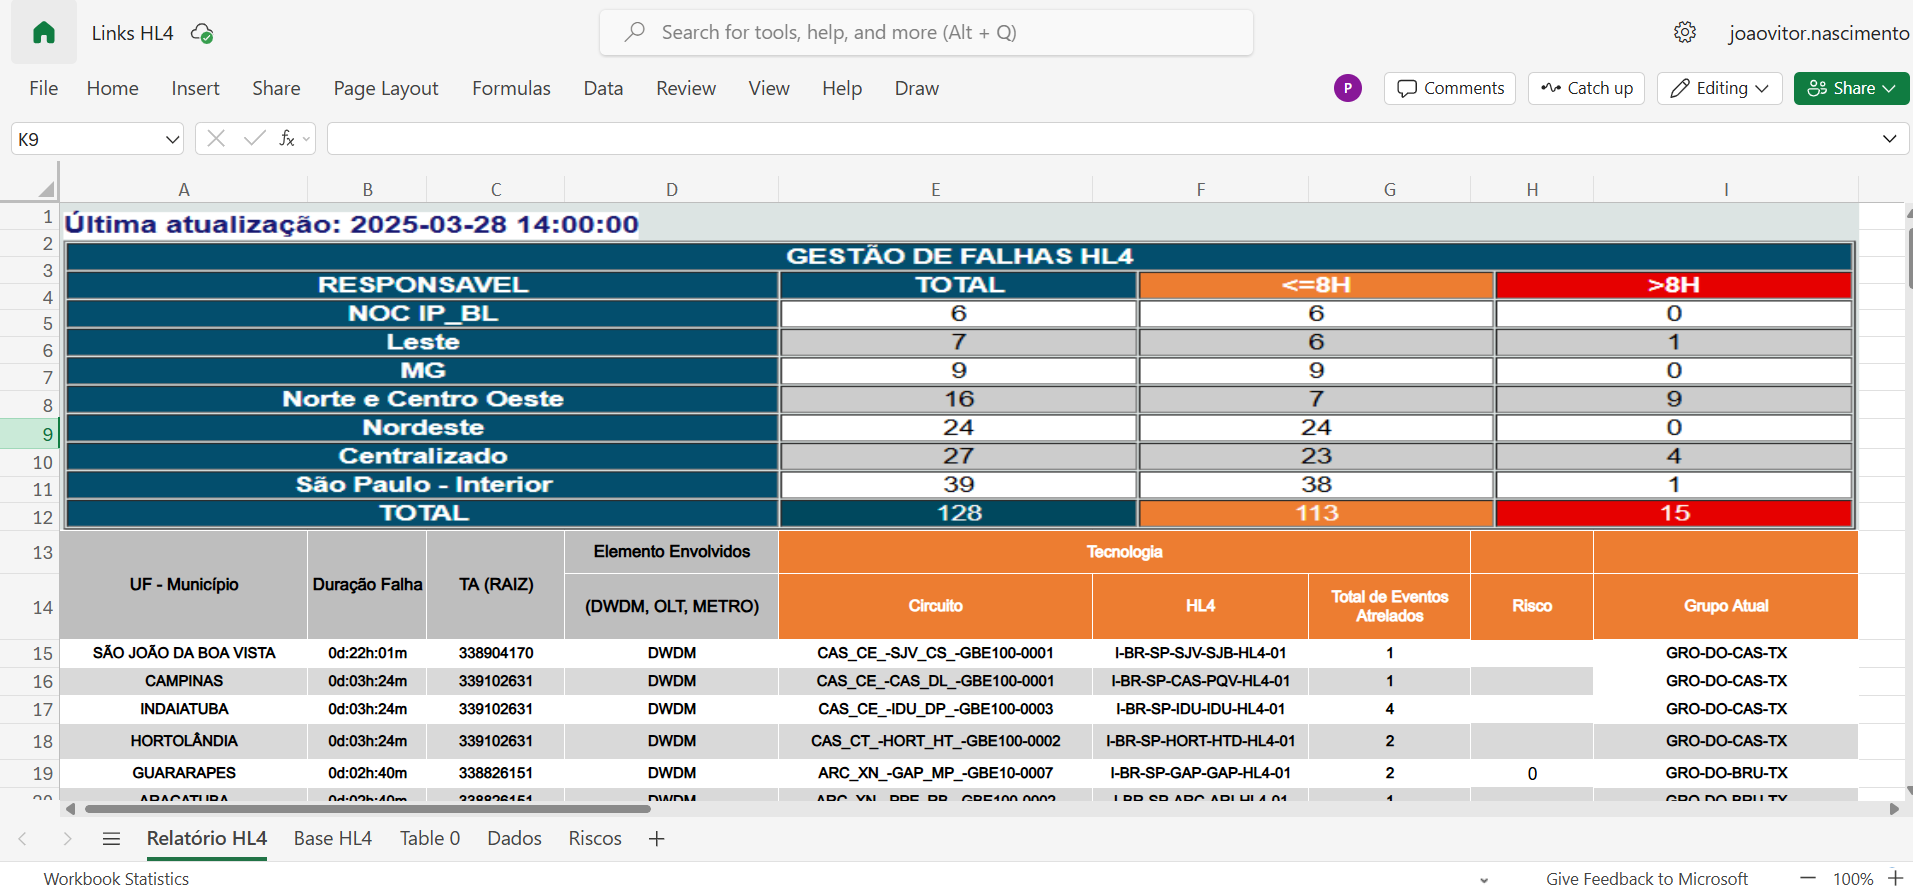 Links HL4
Search for tools, help, and more (Alt + Q)
joaovitor.nascimento
File Home Insert Share Page Layout Formulas Data Review View Help Draw
P Comments Catch up Editing Share
K9 fx
A B C D E F G H I
1 Última atualização: 2025-03-28 14:00:00
2 GESTÃO DE FALHAS HL4
3 RESPONSAVEL TOTAL <=8H >8H
4 NOC IP_BL 6 6 0
5 Leste 7 6 1
6 MG 9 9 0
7 Norte e Centro Oeste 16 7 9
8 Nordeste 24 24 0
9 Centralizado 27 23 4
10 São Paulo - Interior 39 38 1
11 TOTAL 128 113 15
12
13 UF - Município Duração Falha TA (RAIZ) Elemento Envolvidos Tecnologia
14 (DWDM, OLT, METRO) Circuito HL4 Total de Eventos Atrelados Risco Grupo Atual
15 SÃO JOÃO DA BOA VISTA 0d:22h:01m 338904170 DWDM CAS_CE_-SJV_CS_-GBE100-0001 I-BR-SP-SJV-SJB-HL4-01 1 GRO-DO-CAS-TX
16 CAMPINAS 0d:03h:24m 339102631 DWDM CAS_CE_-CAS_DL_-GBE100-0001 I-BR-SP-CAS-PQV-HL4-01 1 GRO-DO-CAS-TX
17 INDAIATUBA 0d:03h:24m 339102631 DWDM CAS_CE_-IDU_DP_-GBE100-0003 I-BR-SP-IDU-IDU-HL4-01 4 GRO-DO-CAS-TX
18 HORTOLÂNDIA 0d:03h:24m 339102631 DWDM CAS_CT_-HORT_HT_-GBE100-0002 I-BR-SP-HORT-HTD-HL4-01 2 GRO-DO-CAS-TX
19 GUARARAPES 0d:02h:40m 338826151 DWDM ARC_XN_-GAP_MP_-GBE10-0007 I-BR-SP-GAP-GAP-HL4-01 2 0 GRO-DO-BRU-TX
20 ARAÇATUBA 0d:02h:40m 338826151 DWDM 1 GRO-DO-BRU-TX
Relatório HL4 Base HL4 Table 0 Dados Riscos
Workbook Statistics Give Feedback to Microsoft 100%